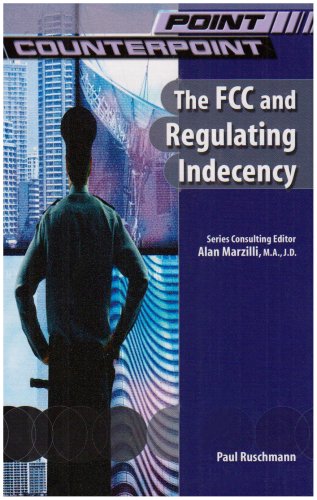 POINT
COUNTERPOINT
The FCC and
Regulating
Indecency
Series Consulting Editor
Alan Marzilli, M.A., J.D.
Paul Ruschmann